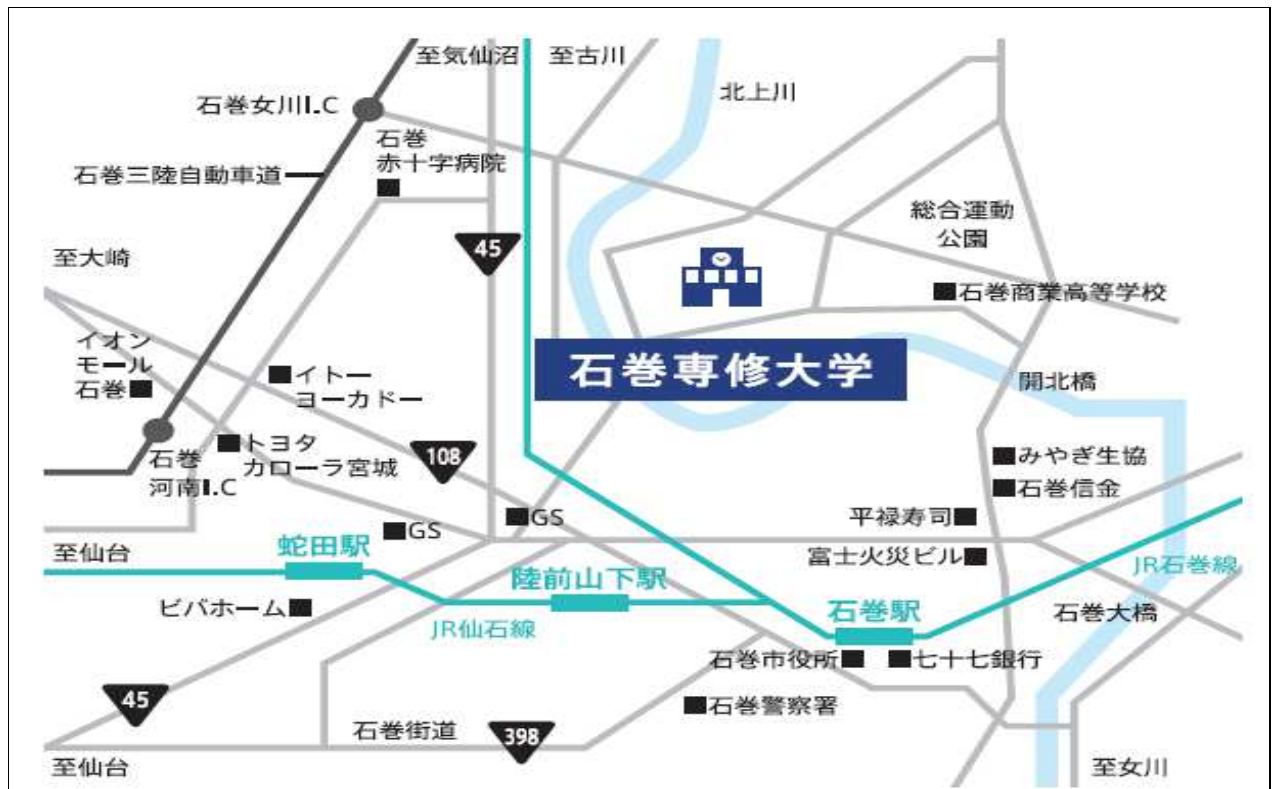 至気仙沼
至古川
北上川
石巻女川I.C
石巻
赤十字病院
石巻三陸自動車道
総合運動
公園
45
至大崎
石巻商業高等学校
イオン
モール
石巻
イトー
ヨーカドー
石巻専修大学
開北橋
トヨタ
カローラ宮城
108
石巻
河南I.C
みやぎ生協
石巻信金
平禄寿司
GS
GS
至仙台
蛇田駅
富士火災ビル
陸前山下駅
JR石巻線
ビバホーム
石巻駅
石巻大橋
JR仙石線
石巻市役所
七十七銀行
45
石巻警察署
石巻街道
398
至仙台
至女川